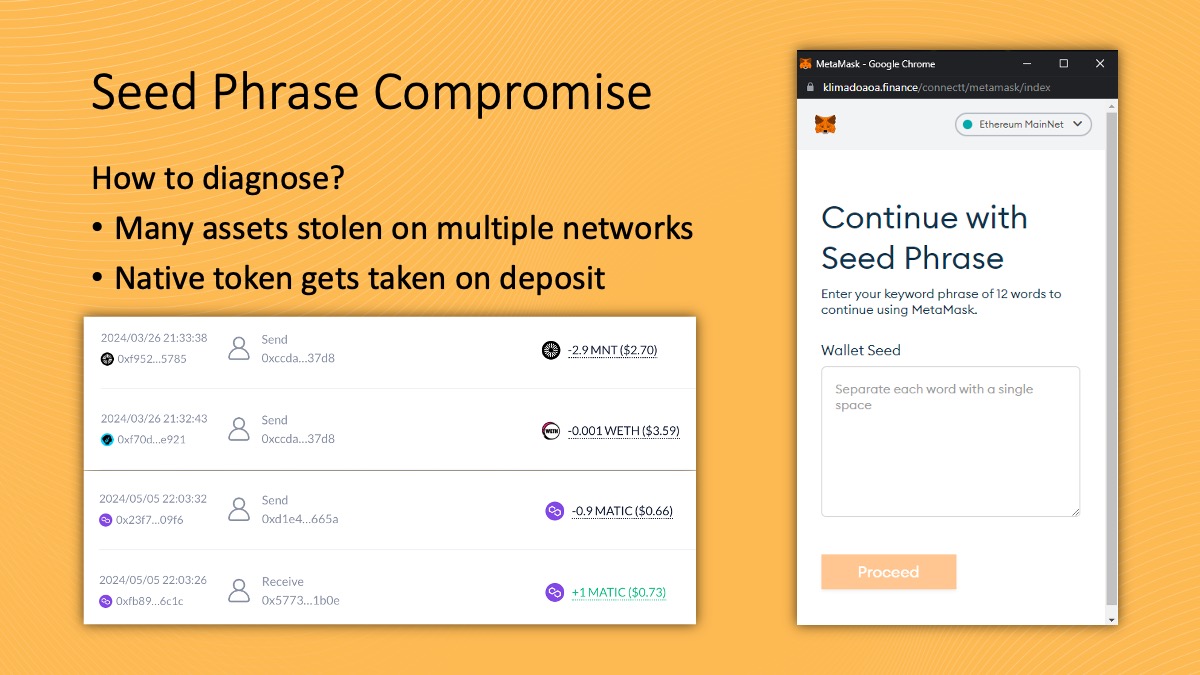 Seed Phrase Compromise
How to diagnose?
• Many assets stolen on multiple networks
• Native token gets taken on deposit
2024/03/26 21:33:38
0xf952...5785
Send
0xccda...37d8
-2.9 MNT ($2.70)
2024/03/26 21:32:43
0xf70d...e921
Send
0xccda...37d8
WETH
-0.001 WETH ($3.59)
2024/05/05 22:03:32
0x23f7...09f6
Send
0xd1e4...665a
-0.9 MATIC ($0.66)
2024/05/05 22:03:26
0xfb89...6c1c
Receive
0x5773...1b0e
+1 MATIC ($0.73)
MetaMask - Google Chrome
klimadoaoa.finance/connectt/metamask/index
Ethereum MainNet
Continue with
Seed Phrase
Enter your keyword phrase of 12 words to
continue using MetaMask.
Wallet Seed
Separate each word with a single
space
Proceed